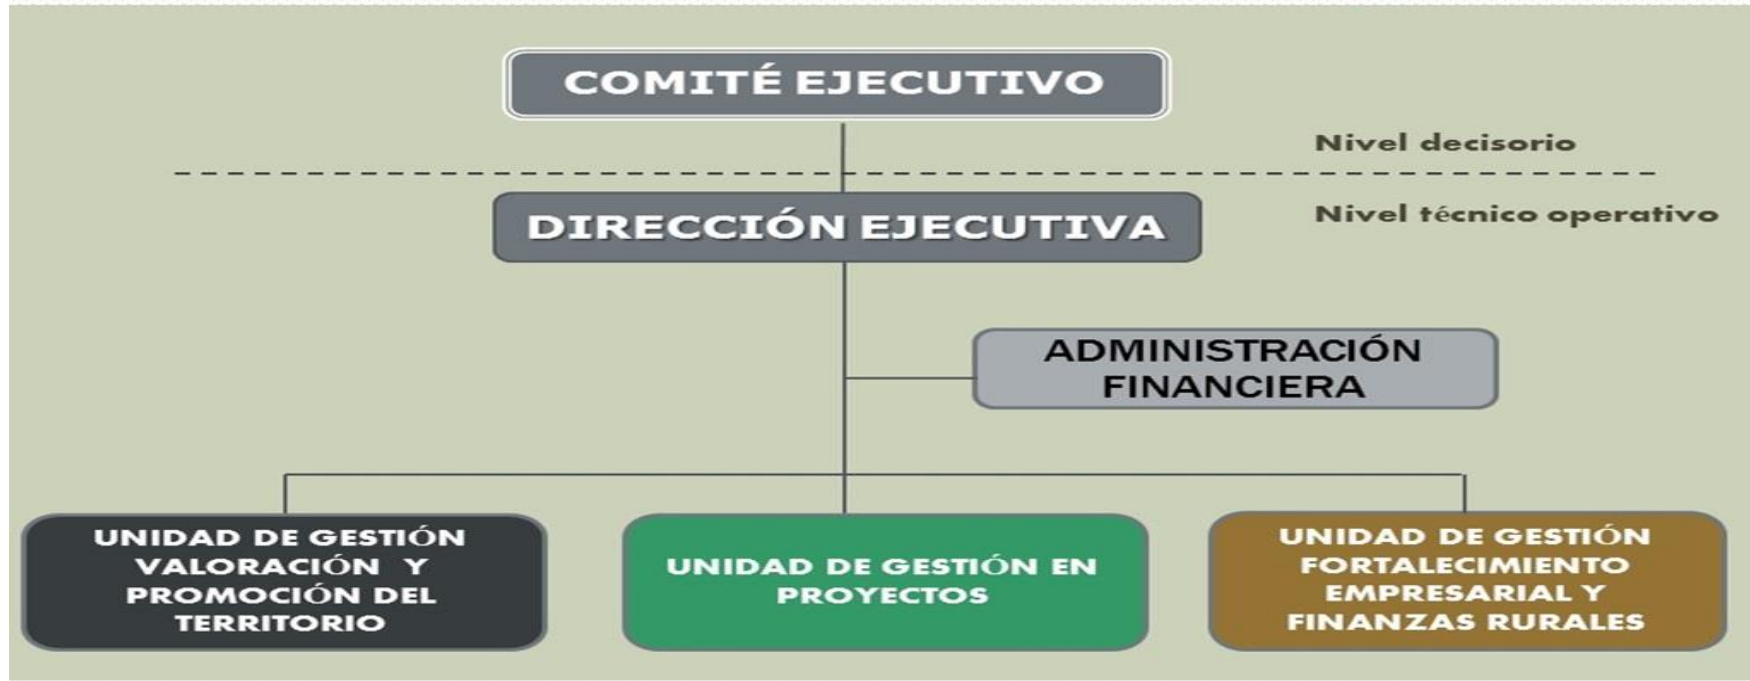 COMITÉ EJECUTIVO
Nivel decisorio
DIRECCIÓN EJECUTIVA
Nivel técnico operativo
ADMINISTRACIÓN
FINANCIERA
UNIDAD DE GESTIÓN
VALORACIÓN Y
PROMOCIÓN DEL
TERRITORIO
UNIDAD DE GESTIÓN EN
PROYECTOS
UNIDAD DE GESTIÓN
FORTALECIMIENTO
EMPRESARIAL Y
FINANZAS RURALES